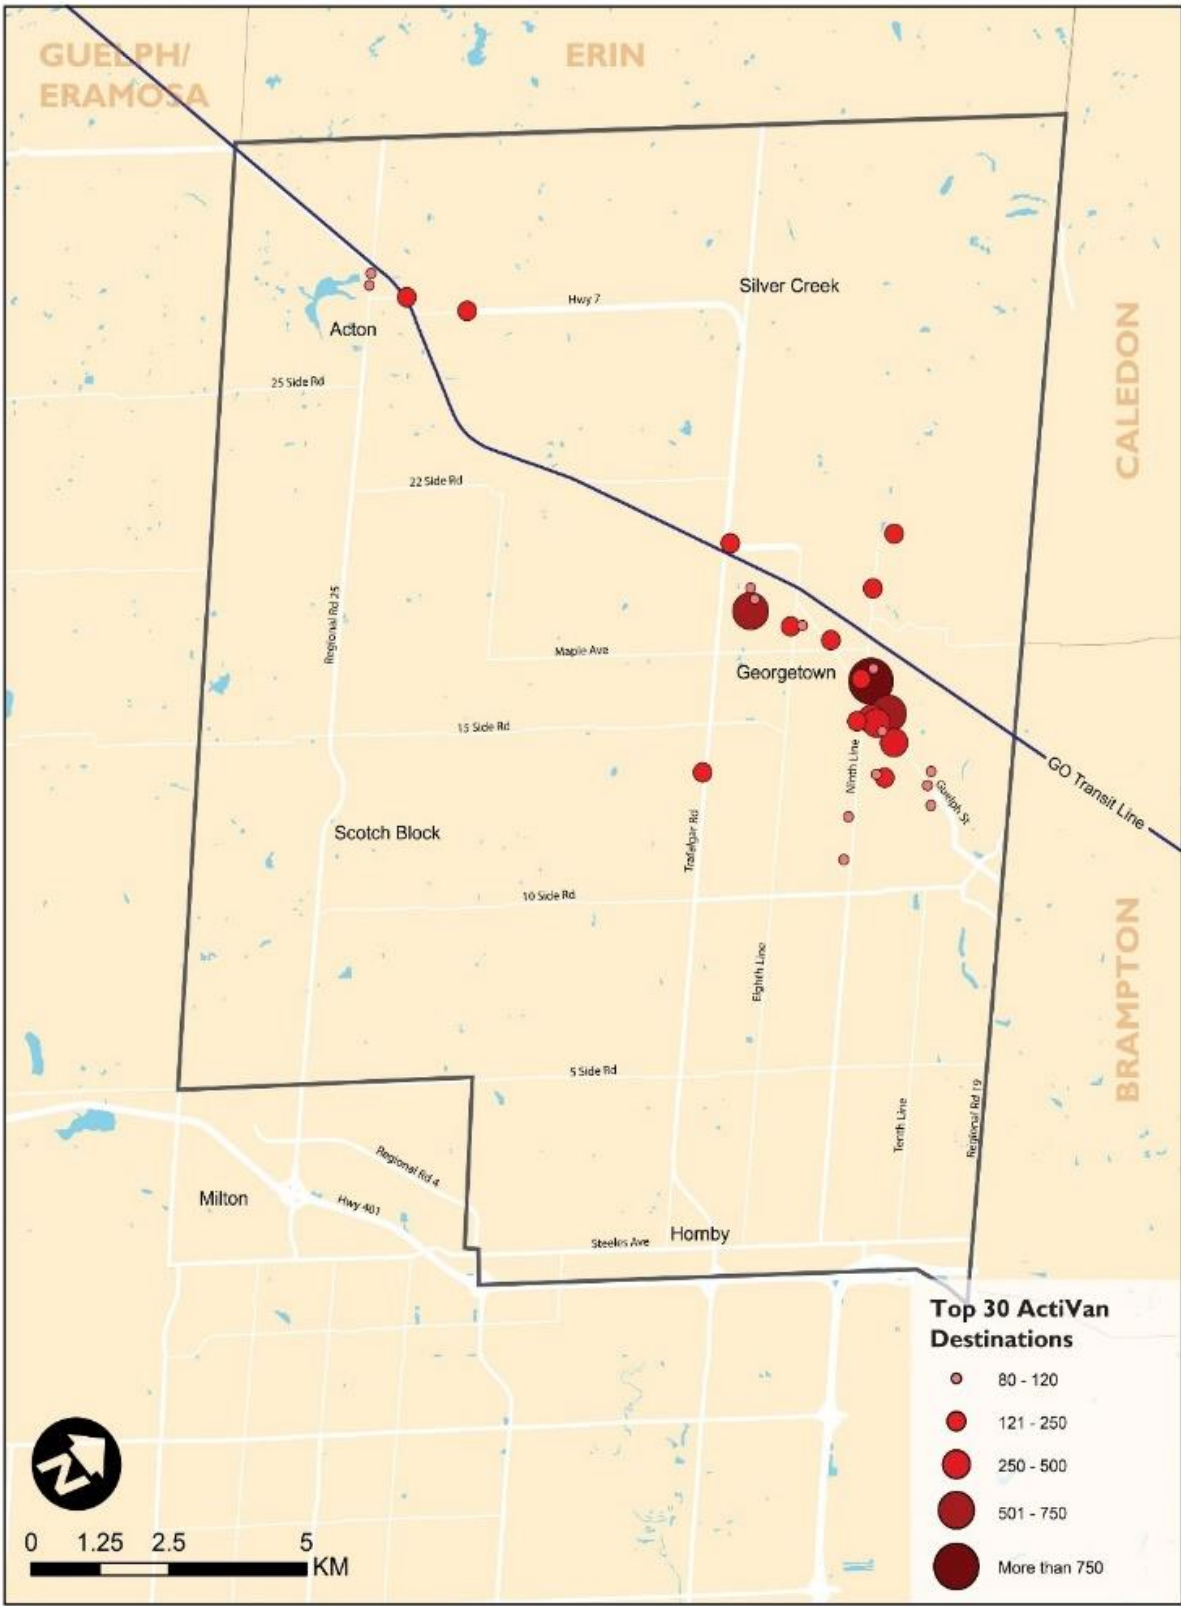 GUELPH/
ERAMOSA
ERIN
Silver Creek
Hwy 7
Acton
25 Side Rd
CALEDON
22 Side Rd
Regional Rd 25
Maple Ave
Georgetown
15 Side Rd
Ninth Line
GO Transit Line
Guelph St
Scotch Block
Trafalgar Rd
10 Side Rd
Eighth Line
BRAMPTON
5 Side Rd
Tenth Line
Regional Rd 19
Regional Rd 4
Milton
Hwy 401
Hornby
Steeles Ave
Top 30 ActiVan
Destinations
80 - 120
121 - 250
250 - 500
501 - 750
More than 750
N
0 1.25 2.5 5
KM